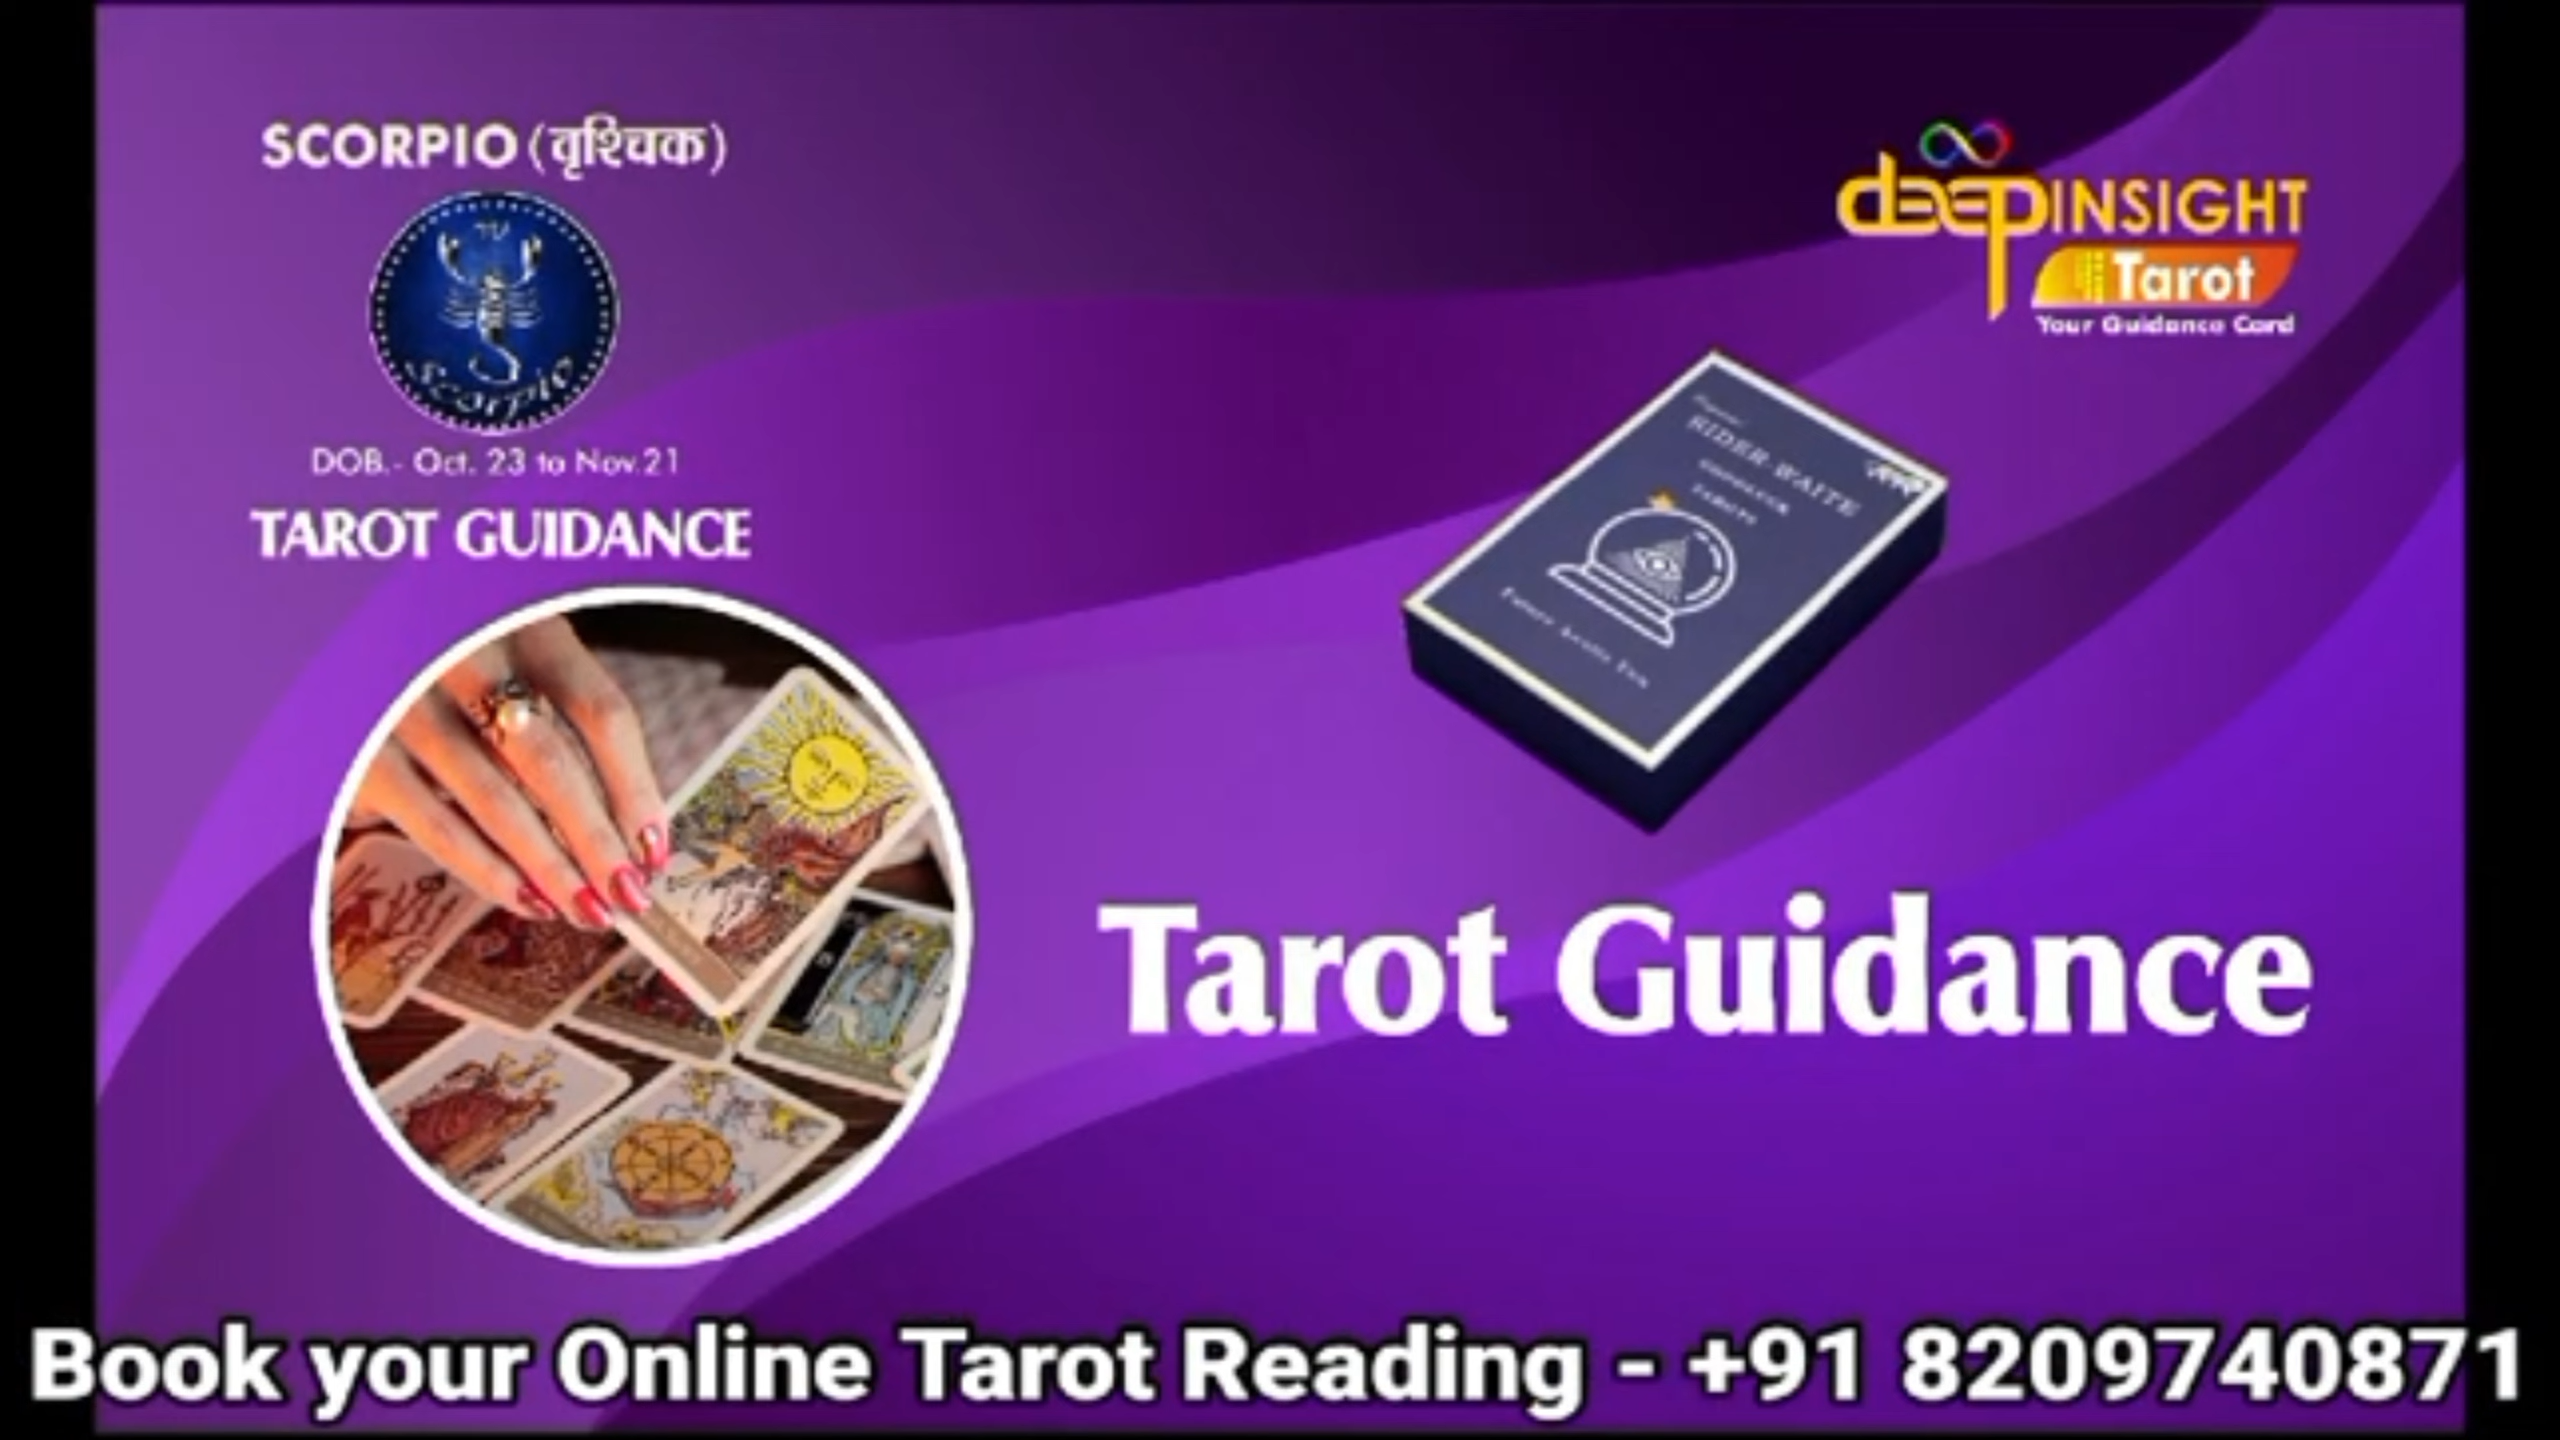 SCORPIO (वृश्चिक)
Scorpio
DOB.- Oct. 23 to Nov.21
TAROT GUIDANCE
deepINSIGHT
Tarot
Your Guidance Card
RIDER-WAITE
Tarot Guidance
Book your Online Tarot Reading - +91 8209740871